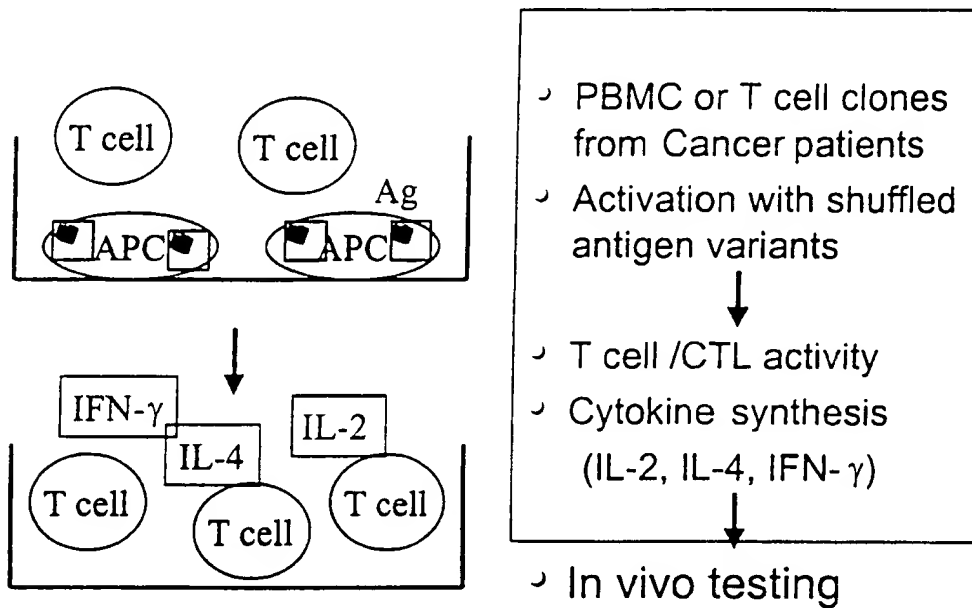 T cell
T cell
Ag
APC
APC
IFN-γ
IL-4
IL-2
T cell
T cell
T cell
PBMC or T cell clones
from Cancer patients
Activation with shuffled
antigen variants
T cell /CTL activity
Cytokine synthesis
(IL-2, IL-4, IFN- γ)
In vivo testing